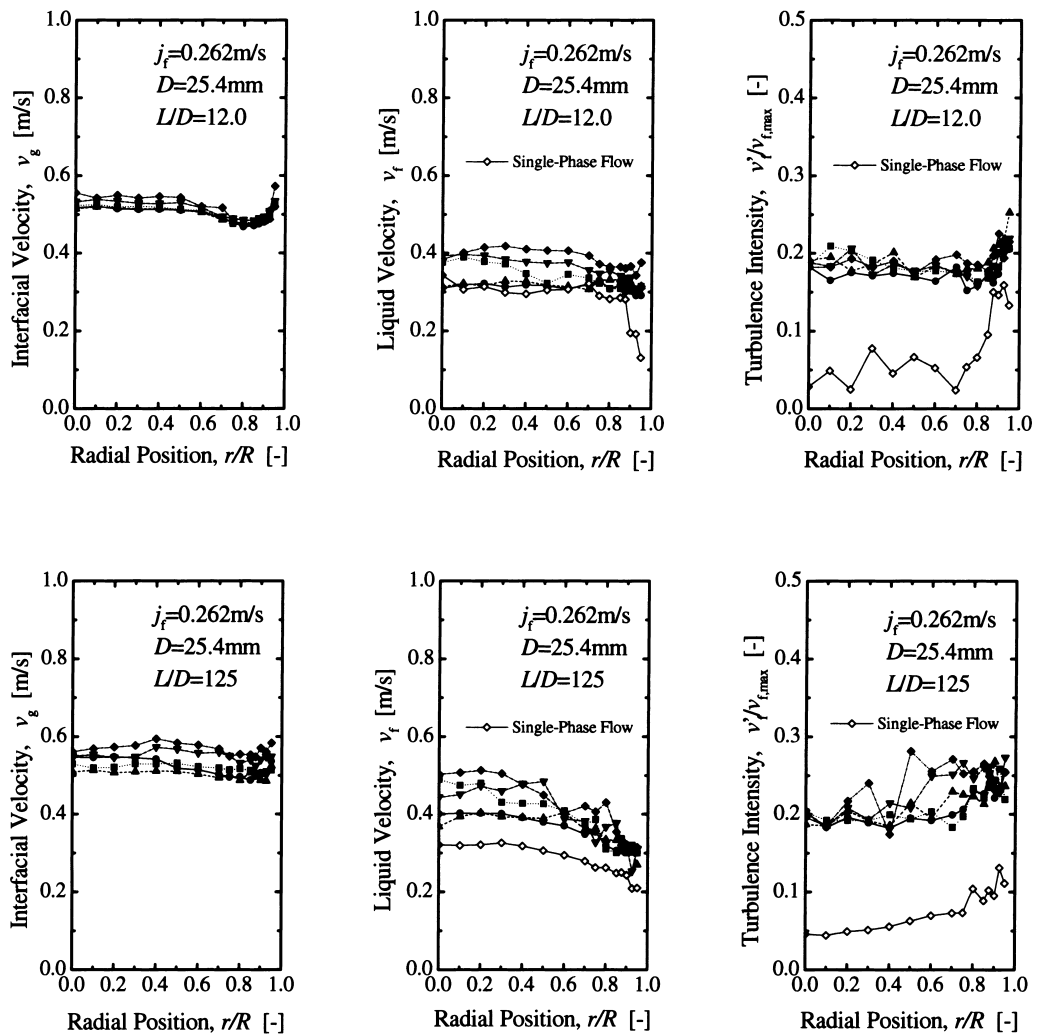 1.0
0.8
0.6
0.4
0.2
0.0
Interfacial Velocity, v_g [m/s]
j_f=0.262m/s
D=25.4mm
L/D=12.0
0.0 0.2 0.4 0.6 0.8 1.0
Radial Position, r/R [-]
1.0
0.8
0.6
0.4
0.2
0.0
Liquid Velocity, v_f [m/s]
j_f=0.262m/s
D=25.4mm
L/D=12.0
Single-Phase Flow
0.0 0.2 0.4 0.6 0.8 1.0
Radial Position, r/R [-]
0.5
0.4
0.3
0.2
0.1
0.0
Turbulence Intensity, v'_f/v_f,max [-]
j_f=0.262m/s
D=25.4mm
L/D=12.0
Single-Phase Flow
0.0 0.2 0.4 0.6 0.8 1.0
Radial Position, r/R [-]
1.0
0.8
0.6
0.4
0.2
0.0
Interfacial Velocity, v_g [m/s]
j_f=0.262m/s
D=25.4mm
L/D=125
0.0 0.2 0.4 0.6 0.8 1.0
Radial Position, r/R [-]
1.0
0.8
0.6
0.4
0.2
0.0
Liquid Velocity, v_f [m/s]
j_f=0.262m/s
D=25.4mm
L/D=125
Single-Phase Flow
0.0 0.2 0.4 0.6 0.8 1.0
Radial Position, r/R [-]
0.5
0.4
0.3
0.2
0.1
0.0
Turbulence Intensity, v'_f/v_f,max [-]
j_f=0.262m/s
D=25.4mm
L/D=125
Single-Phase Flow
0.0 0.2 0.4 0.6 0.8 1.0
Radial Position, r/R [-]